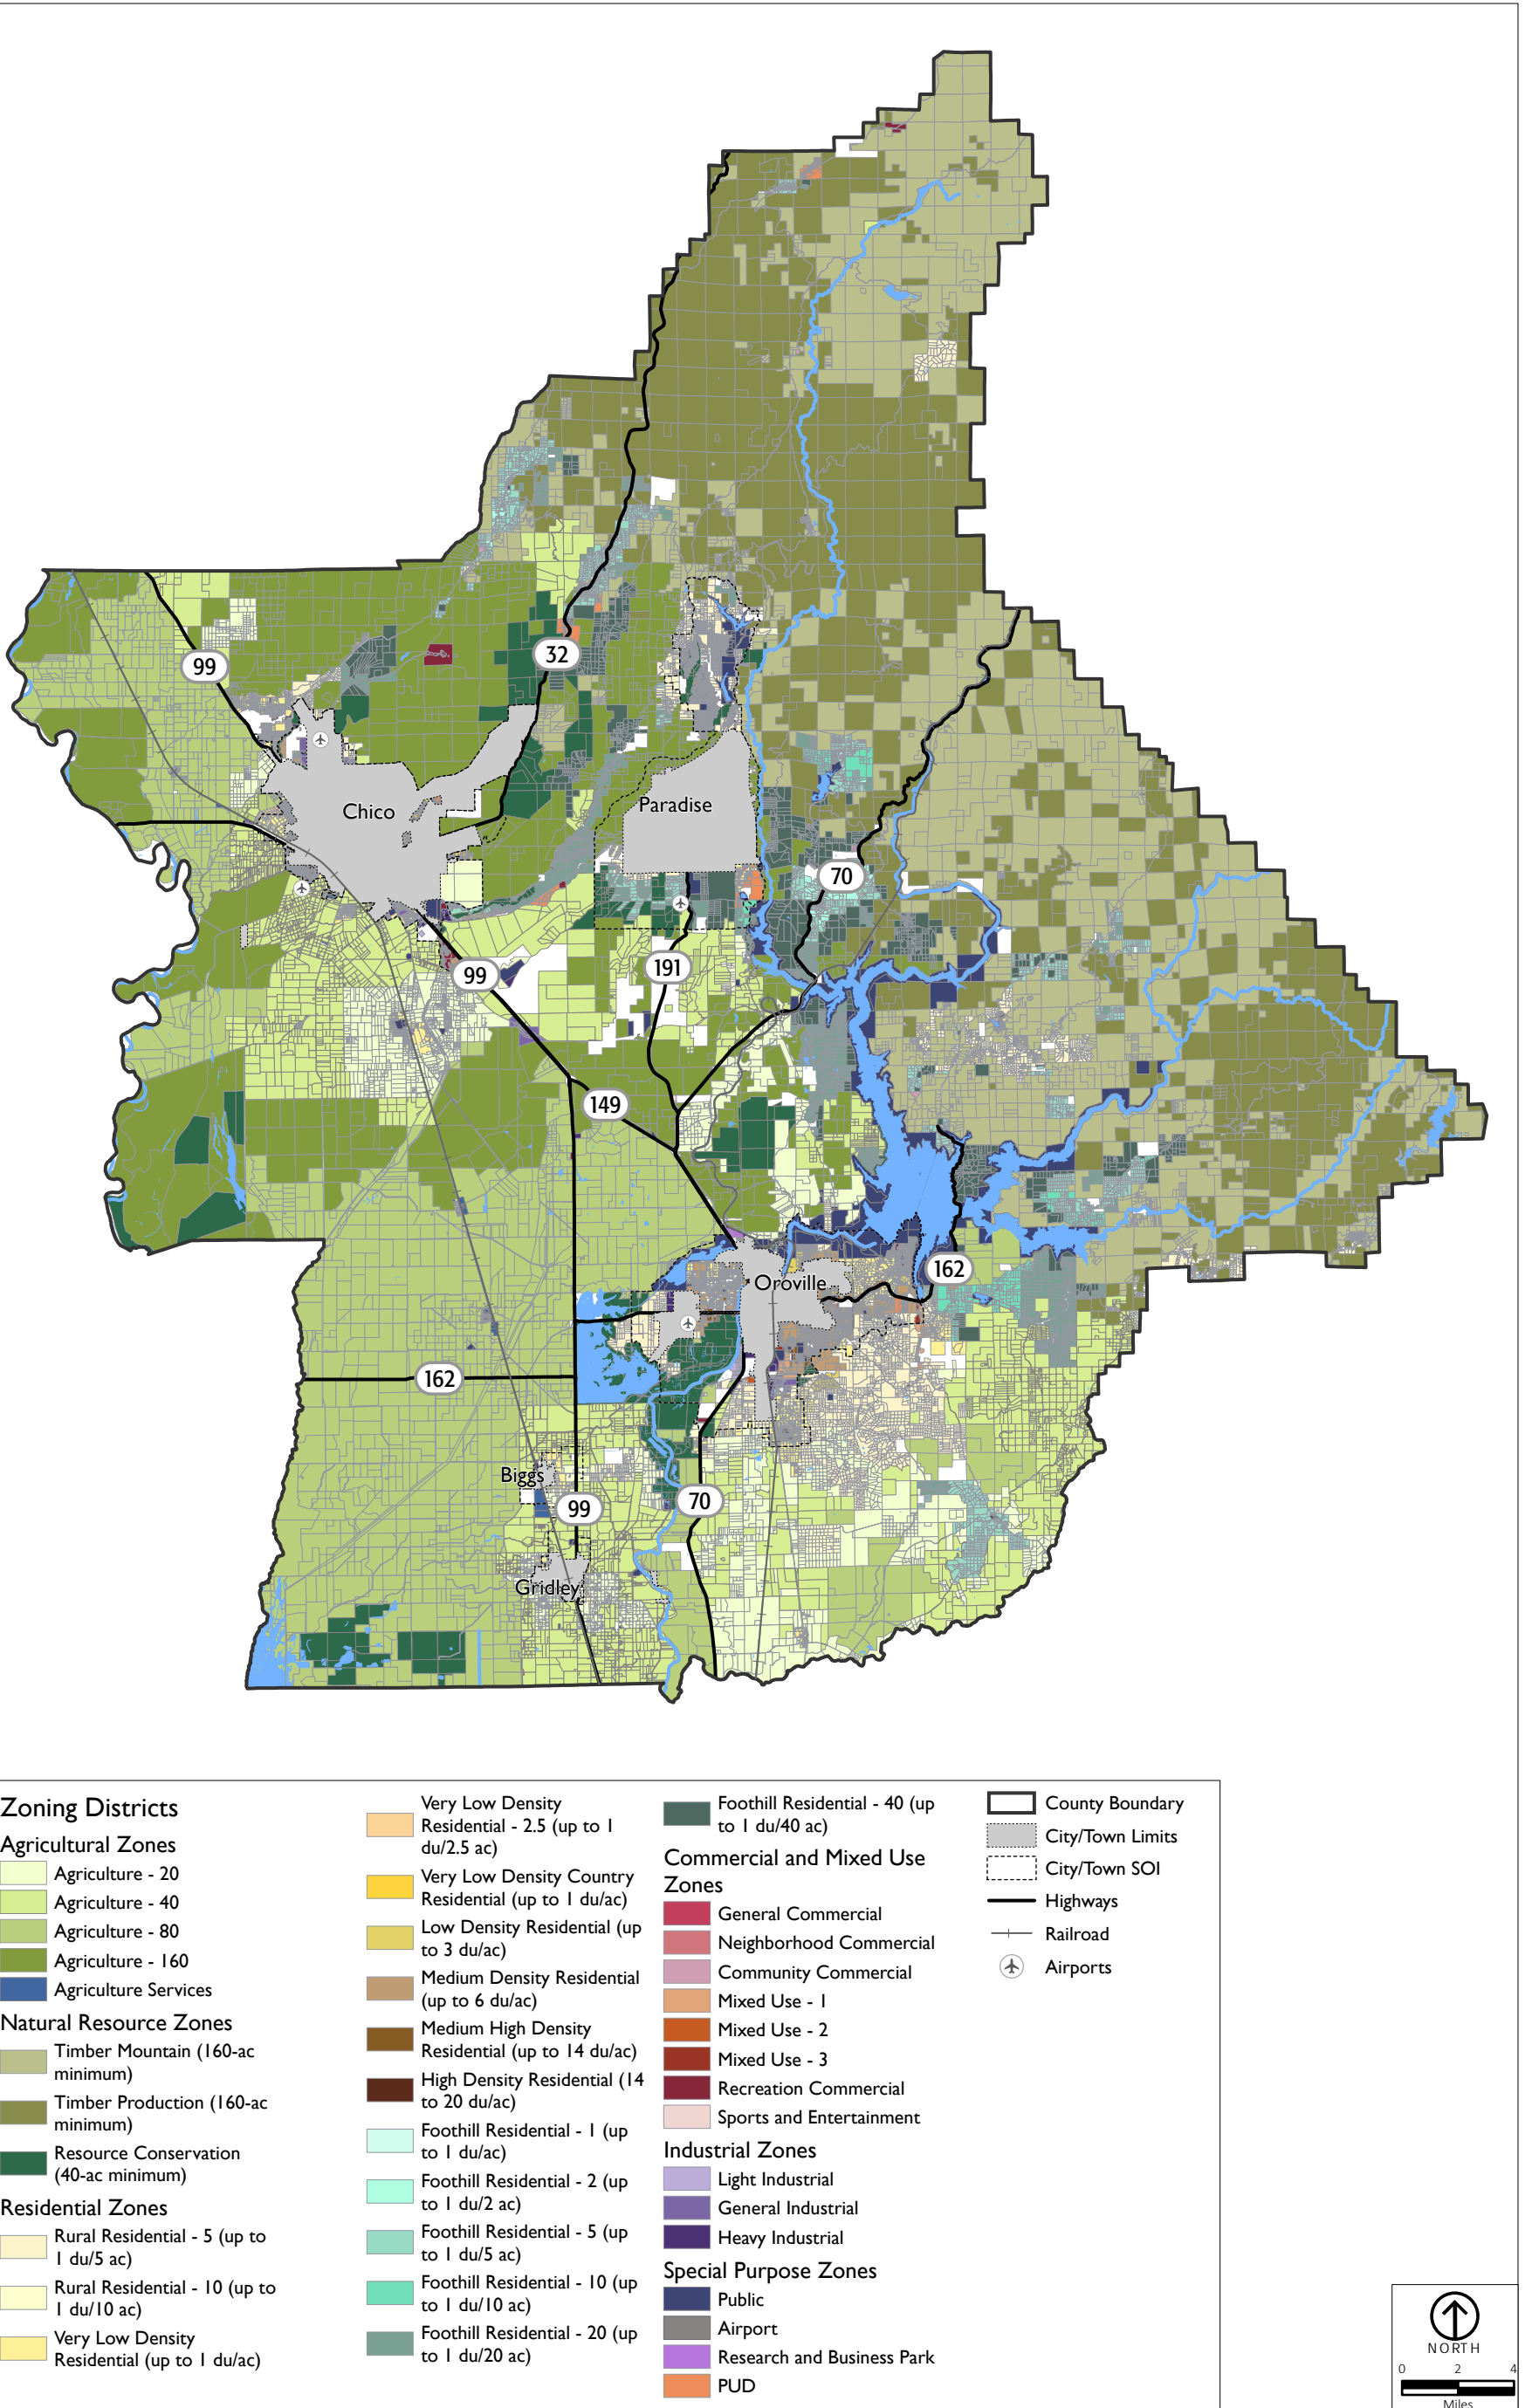 99
32
Chico
Paradise
70
99
191
149
Oroville
162
162
Biggs
99
70
Gridley
Zoning Districts
Agricultural Zones
Agriculture - 20
Agriculture - 40
Agriculture - 80
Agriculture - 160
Agriculture Services
Natural Resource Zones
Timber Mountain (160-ac
minimum)
Timber Production (160-ac
minimum)
Resource Conservation
(40-ac minimum)
Residential Zones
Rural Residential - 5 (up to
1 du/5 ac)
Rural Residential - 10 (up to
1 du/10 ac)
Very Low Density
Residential (up to 1 du/ac)
Very Low Density
Residential - 2.5 (up to 1
du/2.5 ac)
Very Low Density Country
Residential (up to 1 du/ac)
Low Density Residential (up
to 3 du/ac)
Medium Density Residential
(up to 6 du/ac)
Medium High Density
Residential (up to 14 du/ac)
High Density Residential (14
to 20 du/ac)
Foothill Residential - 1 (up
to 1 du/ac)
Foothill Residential - 2 (up
to 1 du/2 ac)
Foothill Residential - 5 (up
to 1 du/5 ac)
Foothill Residential - 10 (up
to 1 du/10 ac)
Foothill Residential - 20 (up
to 1 du/20 ac)
Foothill Residential - 40 (up
to 1 du/40 ac)
Commercial and Mixed Use
Zones
General Commercial
Neighborhood Commercial
Community Commercial
Mixed Use - 1
Mixed Use - 2
Mixed Use - 3
Recreation Commercial
Sports and Entertainment
Industrial Zones
Light Industrial
General Industrial
Heavy Industrial
Special Purpose Zones
Public
Airport
Research and Business Park
PUD
County Boundary
City/Town Limits
City/Town SOI
Highways
Railroad
Airports
NORTH
0 2 4
Miles